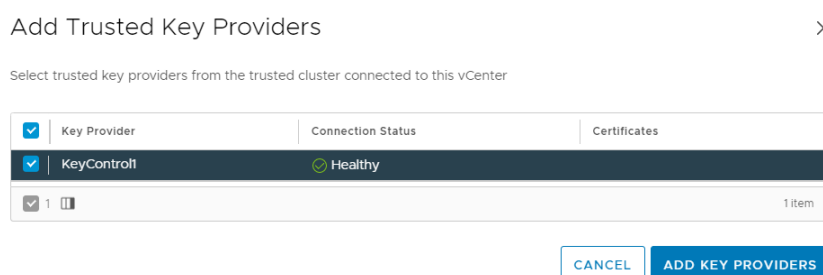 Add Trusted Key Providers
Select trusted key providers from the trusted cluster connected to this vCenter
Key Provider Connection Status Certificates
KeyControl1 Healthy
1 1 item
CANCEL ADD KEY PROVIDERS